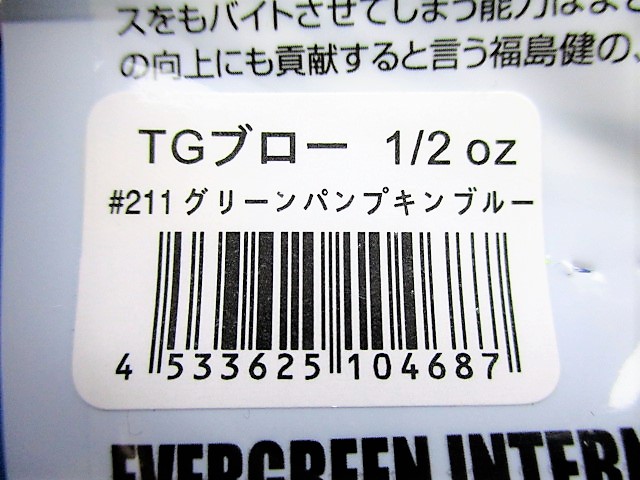 スをもバイトさせてしまう能力はまさ
の向上にも貢献すると言う福島健の、
TGブロー 1/2 oz
#211 グリーンパンプキンブルー
4 533625 104687
EVERGREEN INTERN